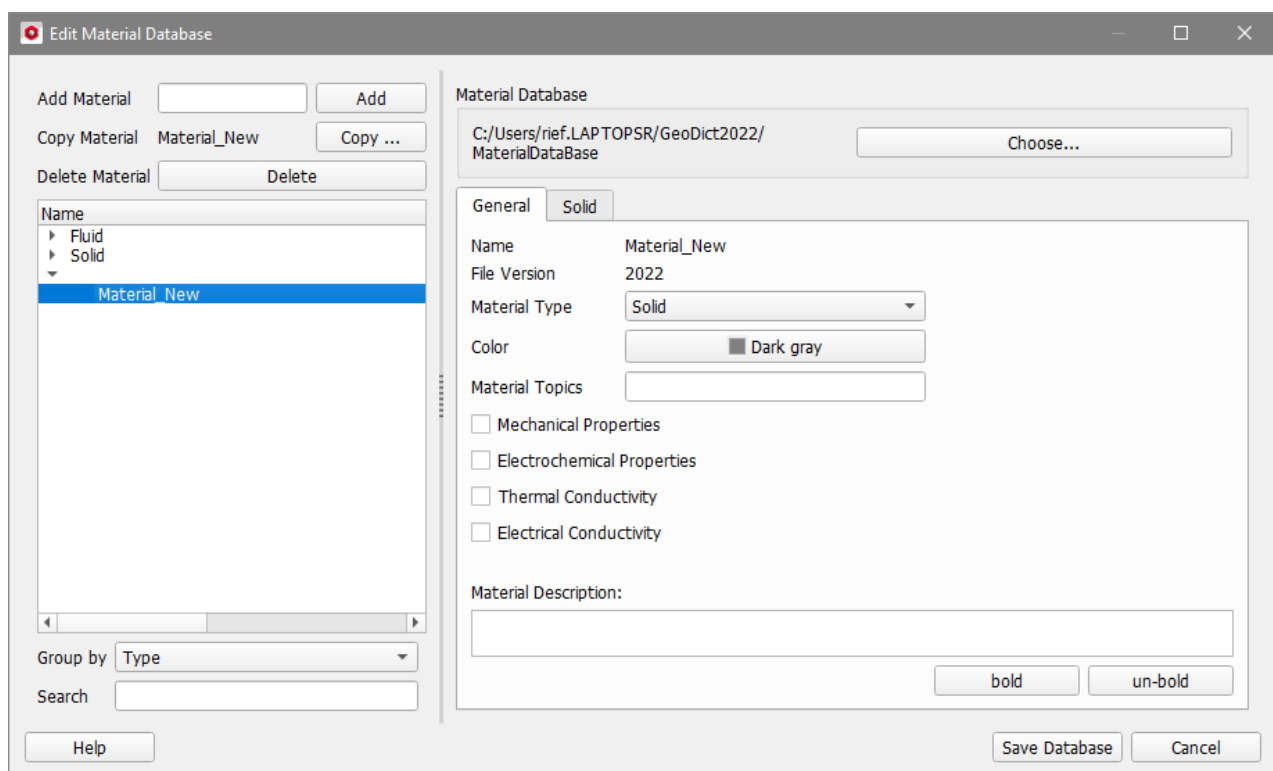 Edit Material Database
Add Material
Add
Copy Material Material_New
Copy ...
Delete Material
Delete
Name
Fluid
Solid
Material_New
Group by Type
Search
Material Database
C:/Users/rief.LAPTOPSR/GeoDict2022/
MaterialDataBase
Choose...
General Solid
Name Material_New
File Version 2022
Material Type Solid
Color Dark gray
Material Topics
Mechanical Properties
Electrochemical Properties
Thermal Conductivity
Electrical Conductivity
Material Description:
bold un-bold
Help
Save Database Cancel